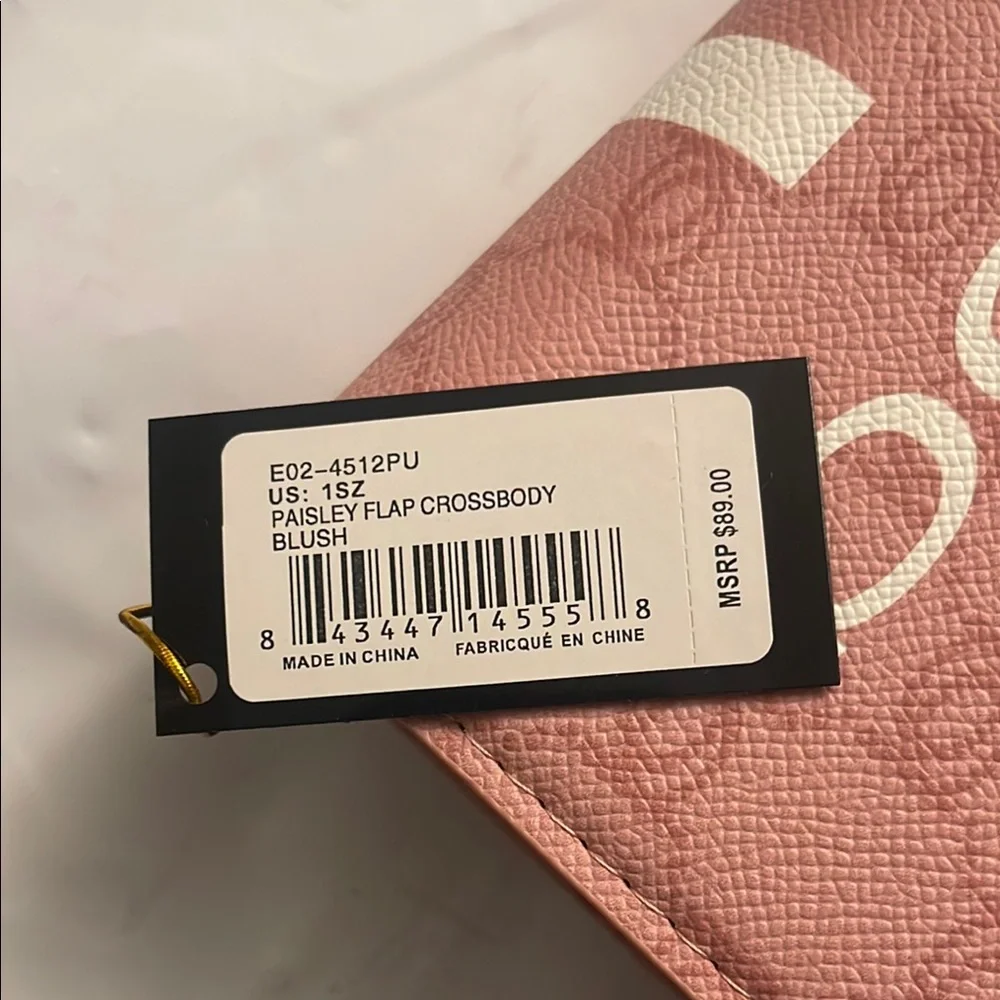 E02-4512PU
US: 1SZ
PAISLEY FLAP CROSSBODY
BLUSH
8 43447 14555 8
MADE IN CHINA FABRICQUÉ EN CHINE
MSRP $89.00